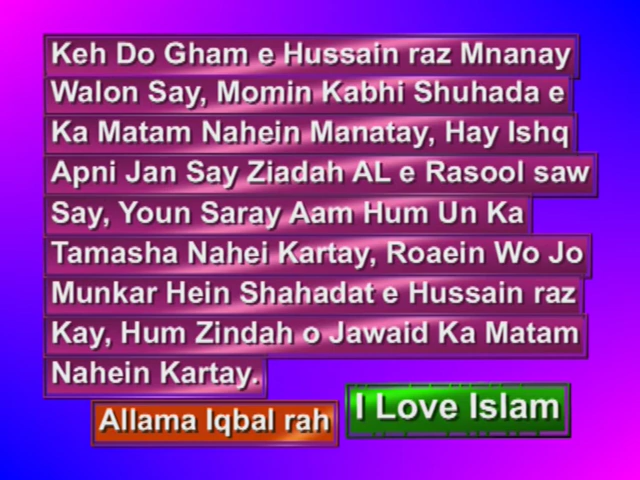 Keh Do Gham e Hussain raz Mnanay
Walon Say, Momin Kabhi Shuhada e
Ka Matam Nahein Manatay, Hay Ishq
Apni Jan Say Ziadah AL e Rasool saw
Say, Youn Saray Aam Hum Un Ka
Tamasha Nahei Kartay, Roaein Wo Jo
Munkar Hein Shahadat e Hussain raz
Kay, Hum Zindah o Jawaid Ka Matam
Nahein Kartay.
Allama Iqbal rah
I Love Islam